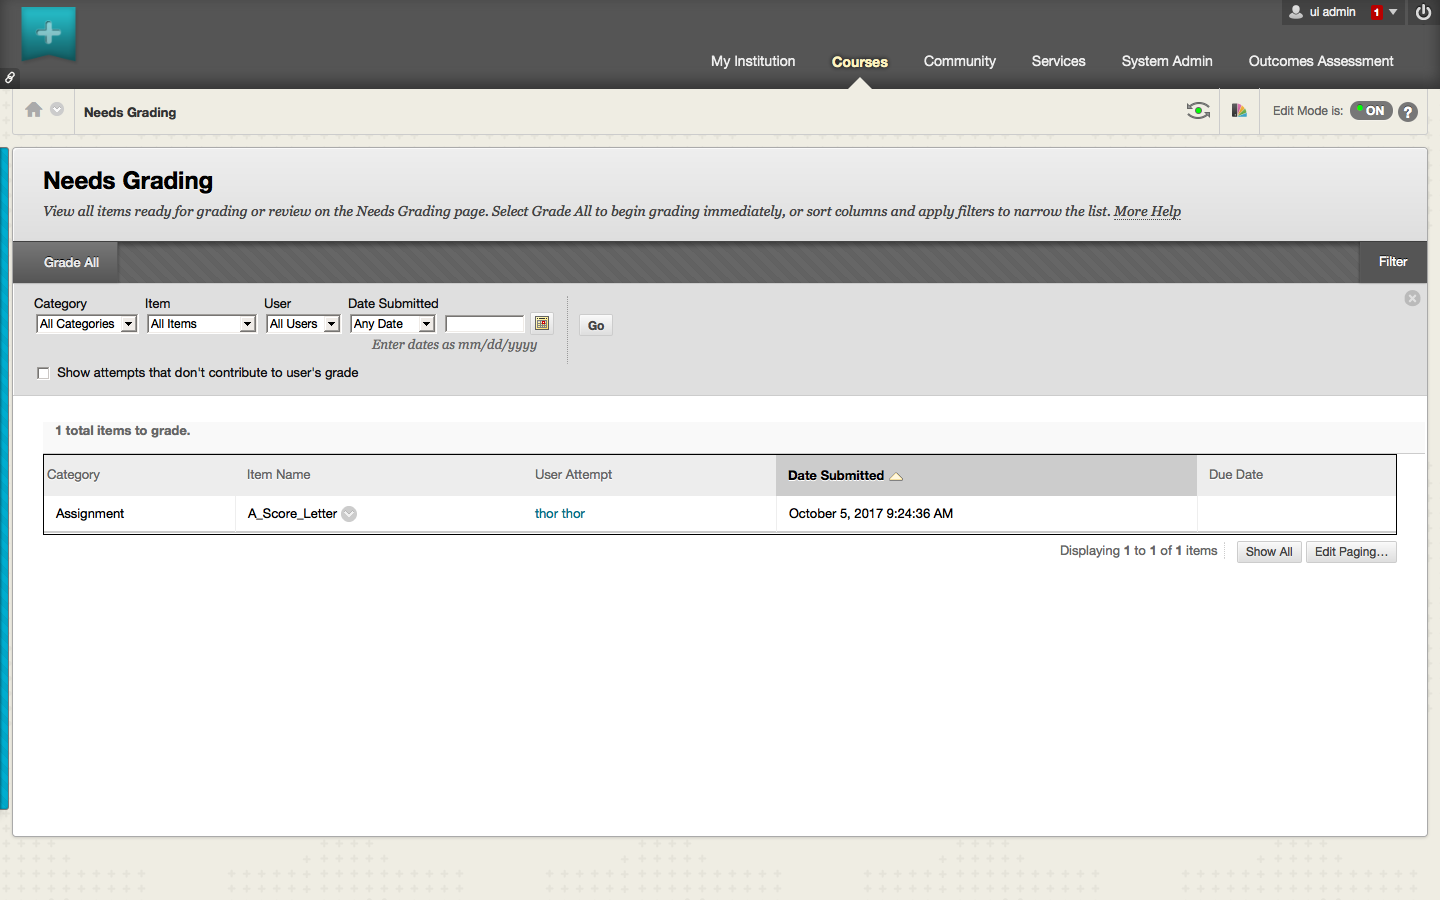 ui admin 1
My Institution Courses Community Services System Admin Outcomes Assessment
Needs Grading Edit Mode is: ON ?
Needs Grading
View all items ready for grading or review on the Needs Grading page. Select Grade All to begin grading immediately, or sort columns and apply filters to narrow the list. More Help
Grade All Filter
Category Item User Date Submitted
All Categories All Items All Users Any Date Go
Enter dates as mm/dd/yyyy
Show attempts that don't contribute to user's grade
1 total items to grade.
Category Item Name User Attempt Date Submitted Due Date
Assignment A_Score_Letter thor thor October 5, 2017 9:24:36 AM
Displaying 1 to 1 of 1 items Show All Edit Paging...